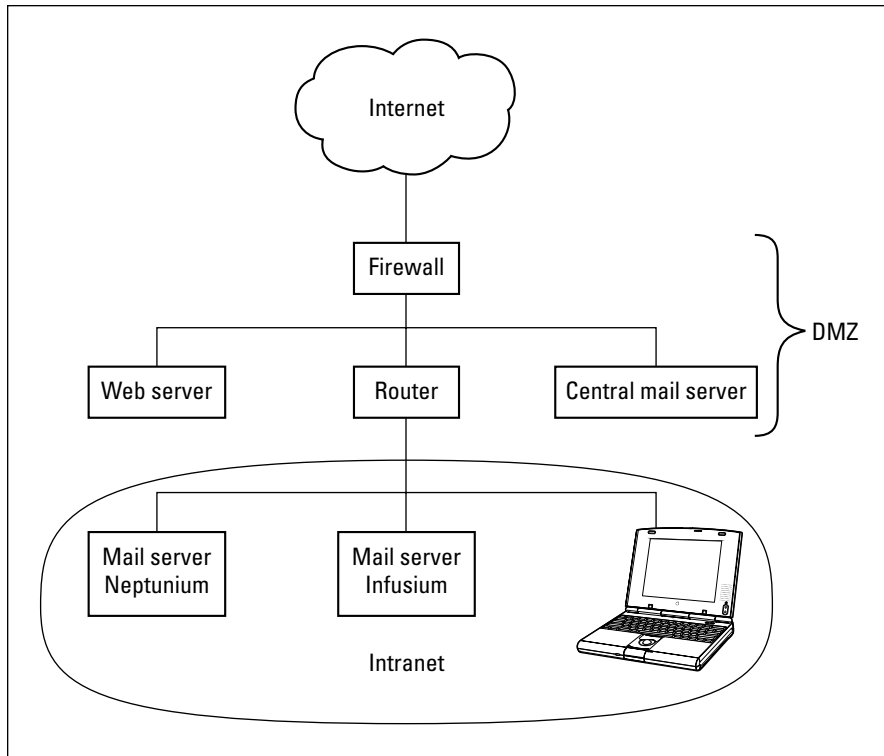 Internet
Firewall
DMZ
Web server
Router
Central mail server
Mail server
Neptunium
Mail server
Infusium
Intranet